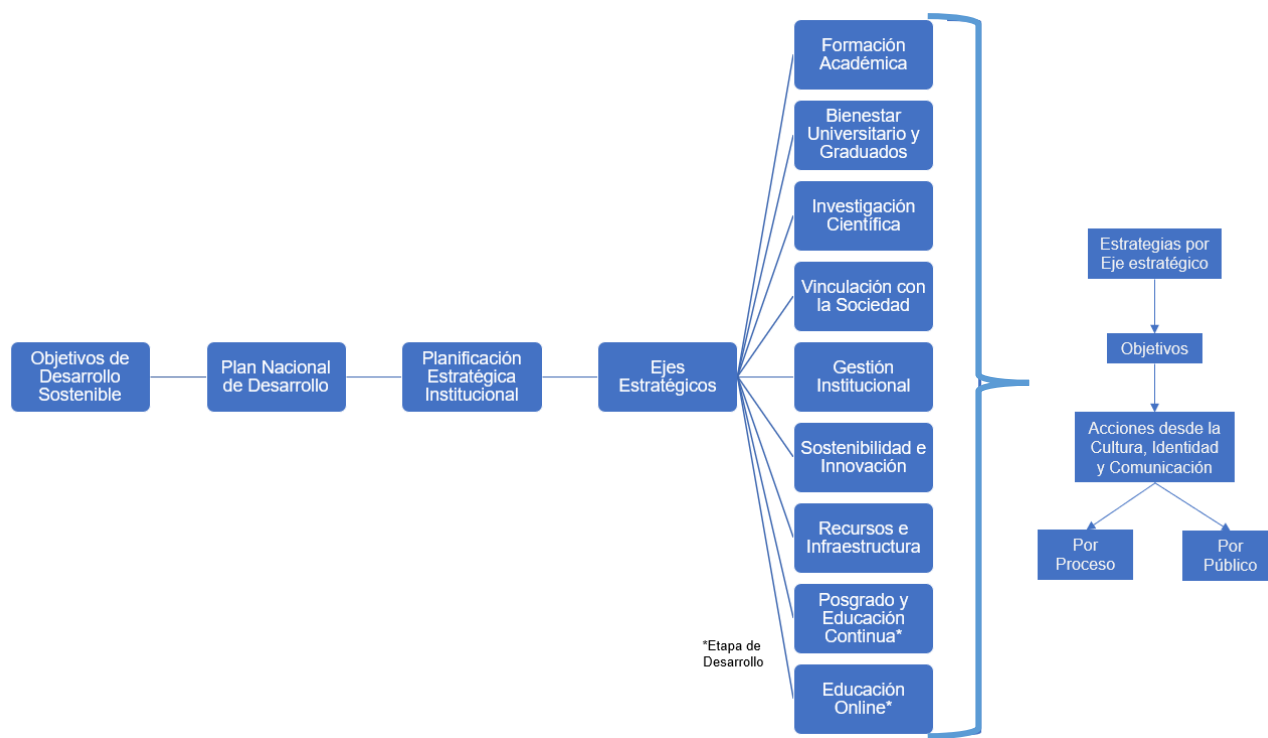 Objetivos de
Desarrollo
Sostenible
Plan Nacional
de Desarrollo
Planificación
Estratégica
Institucional
Ejes
Estratégicos
Formación
Académica
Bienestar
Universitario y
Graduados
Investigación
Científica
Vinculación con
la Sociedad
Gestión
Institucional
Sostenibilidad e
Innovación
Recursos e
Infraestructura
Posgrado y
Educación
Continua*
Educación
Online*
*Etapa de
Desarrollo
Estrategias por
Eje estratégico
Objetivos
Acciones desde la
Cultura, Identidad
y Comunicación
Por
Proceso
Por
Público